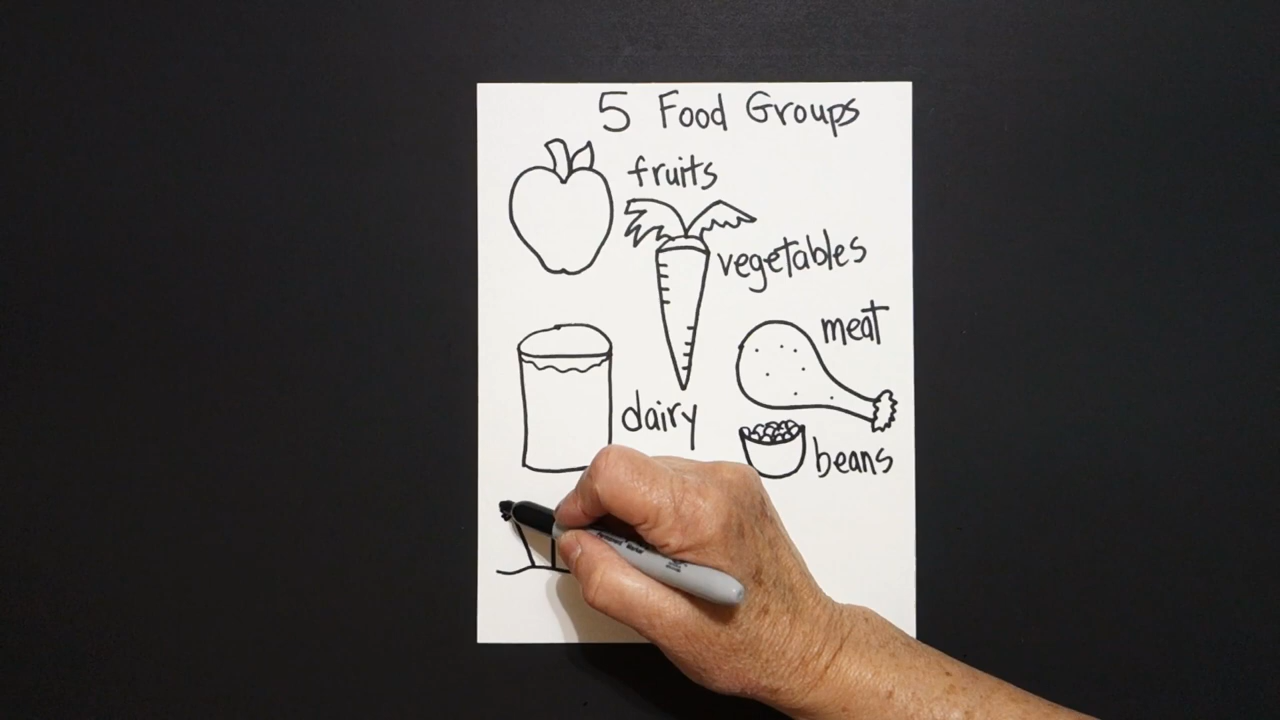 5 Food Groups
fruits
vegetables
meat
dairy
beans